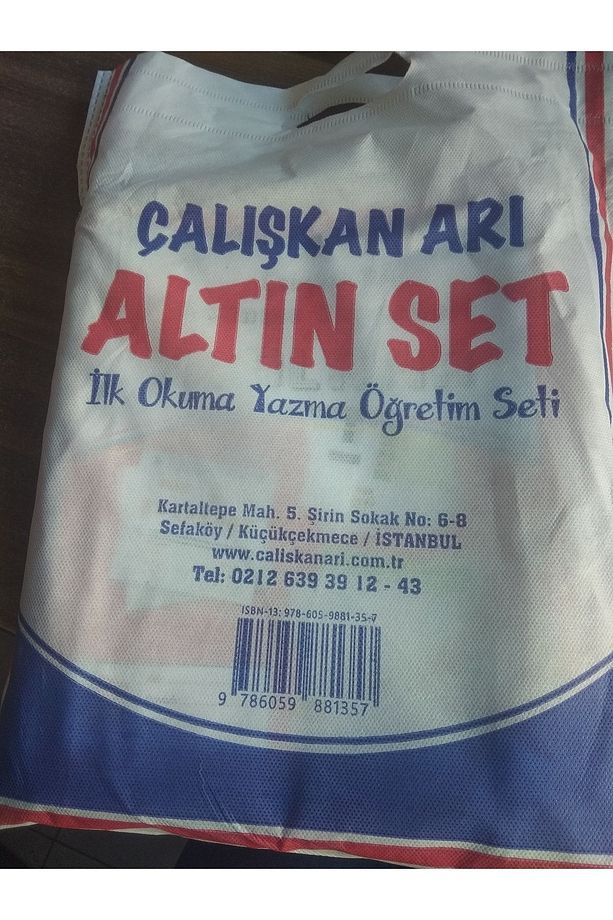 ÇALIŞKAN ARI
ALTIN SET
İlk Okuma Yazma Öğretim Seti
Kartaltepe Mah. 5. Şirin Sokak No: 6-8
Sefaköy / Küçükçekmece / İSTANBUL
www.caliskanari.com.tr
Tel: 0212 639 39 12 - 43
ISBN-13: 978-605-9881-35-7
9 786059 881357